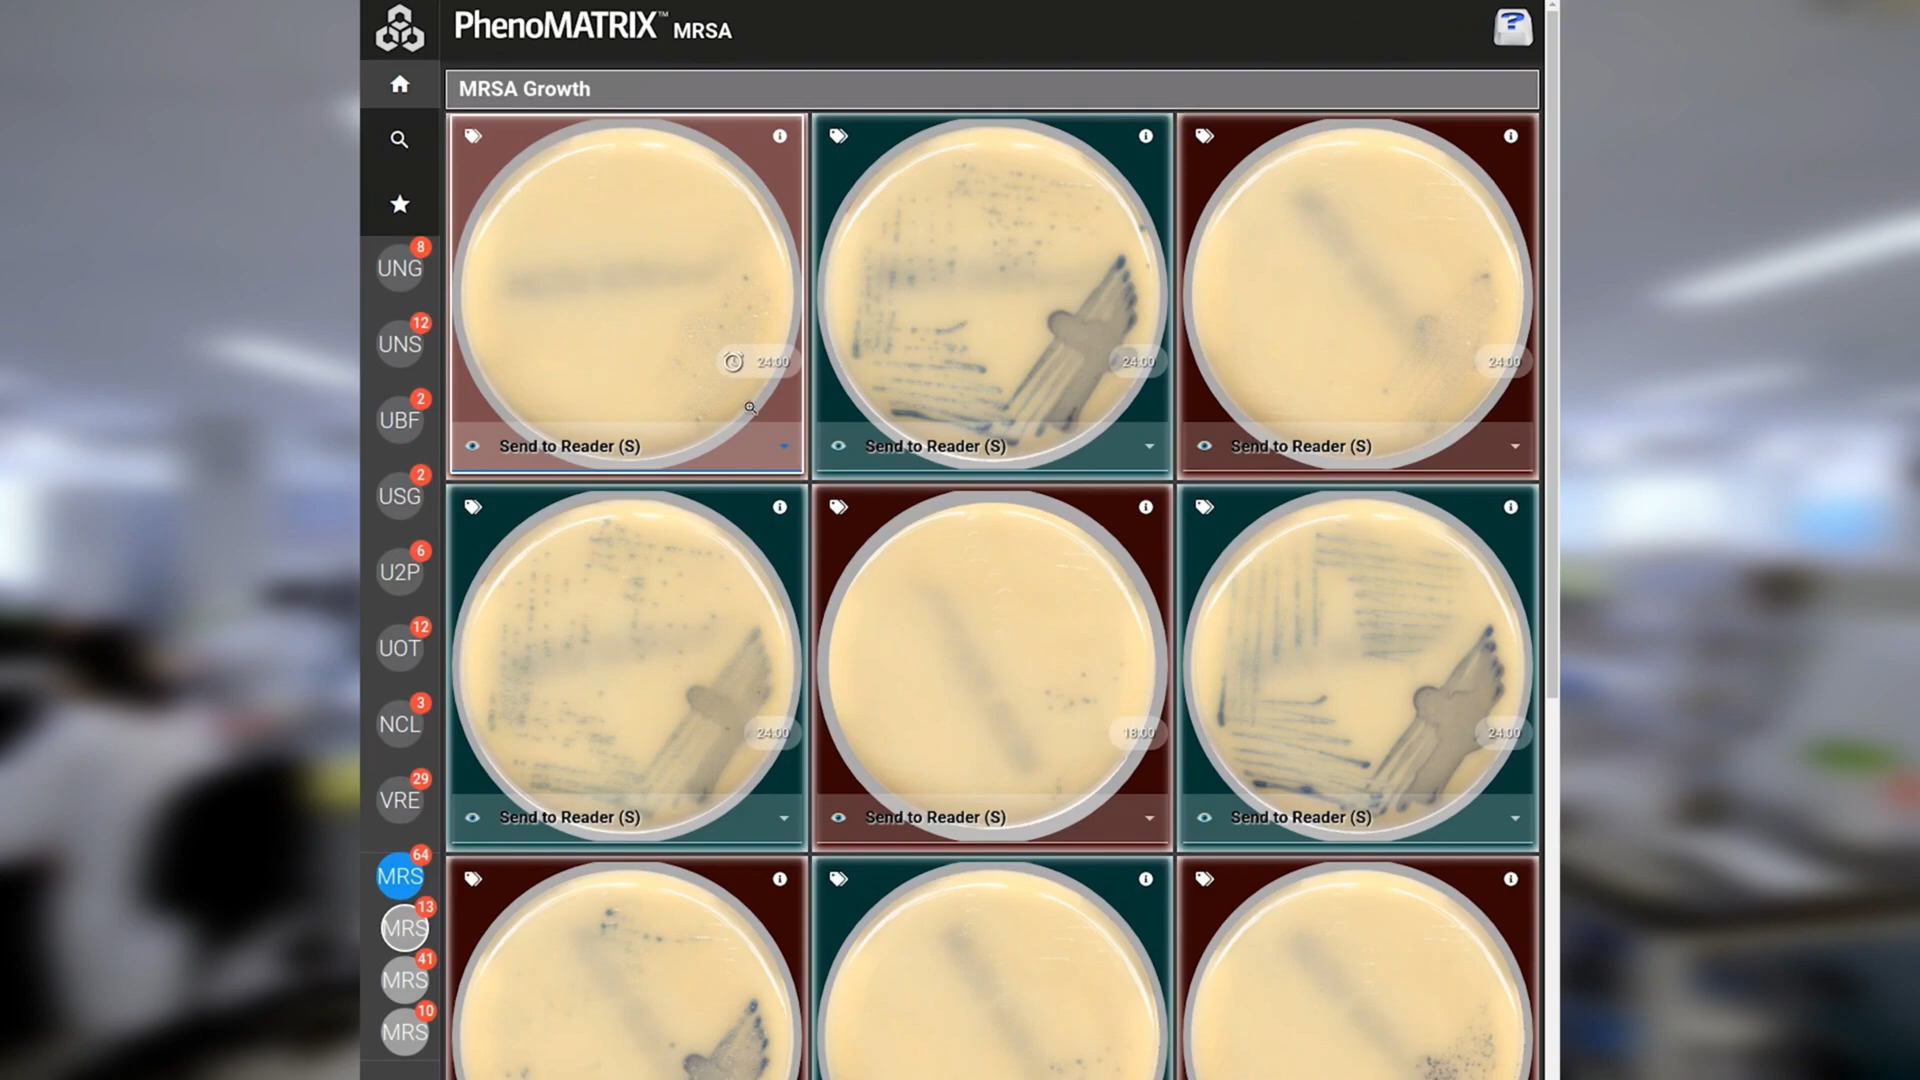 PhenoMATRIX™ MRSA
?
MRSA Growth
8
UNG
12
UNS
2
UBF
2
USG
6
U2P
12
UOT
3
NCL
29
VRE
64
MRS
13
MRS
41
MRS
10
MRS
24:00
Send to Reader (S)
24:00
Send to Reader (S)
24:00
Send to Reader (S)
24:00
Send to Reader (S)
18:00
Send to Reader (S)
24:00
Send to Reader (S)